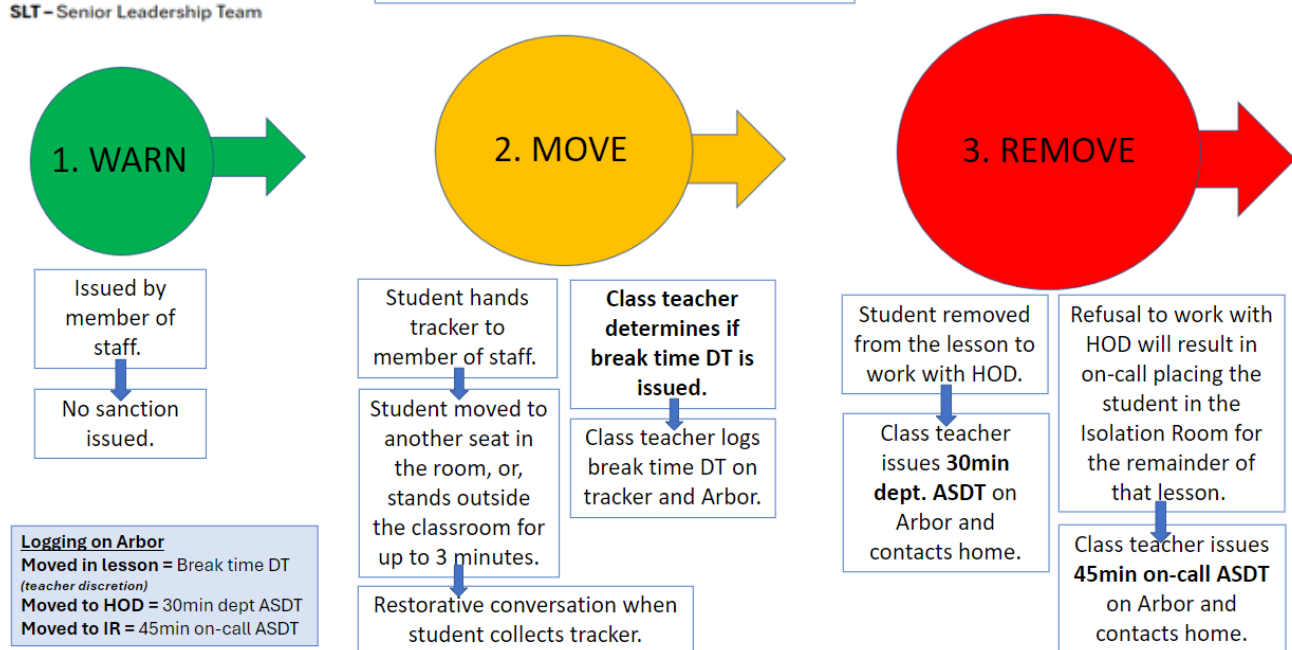 SLT – Senior Leadership Team
1. WARN
2. MOVE
3. REMOVE
Issued by
member of
staff.
No sanction
issued.
Logging on Arbor
Moved in lesson = Break time DT
(teacher discretion)
Moved to HOD = 30min dept ASDT
Moved to IR = 45min on-call ASDT
Student hands
tracker to
member of staff.
Student moved to
another seat in
the room, or,
stands outside
the classroom for
up to 3 minutes.
Restorative conversation when
student collects tracker.
Class teacher
determines if
break time DT is
issued.
Class teacher logs
break time DT on
tracker and Arbor.
Student removed
from the lesson to
work with HOD.
Class teacher
issues 30min
dept. ASDT on
Arbor and
contacts home.
Refusal to work with
HOD will result in
on-call placing the
student in the
Isolation Room for
the remainder of
that lesson.
Class teacher issues
45min on-call ASDT
on Arbor and
contacts home.